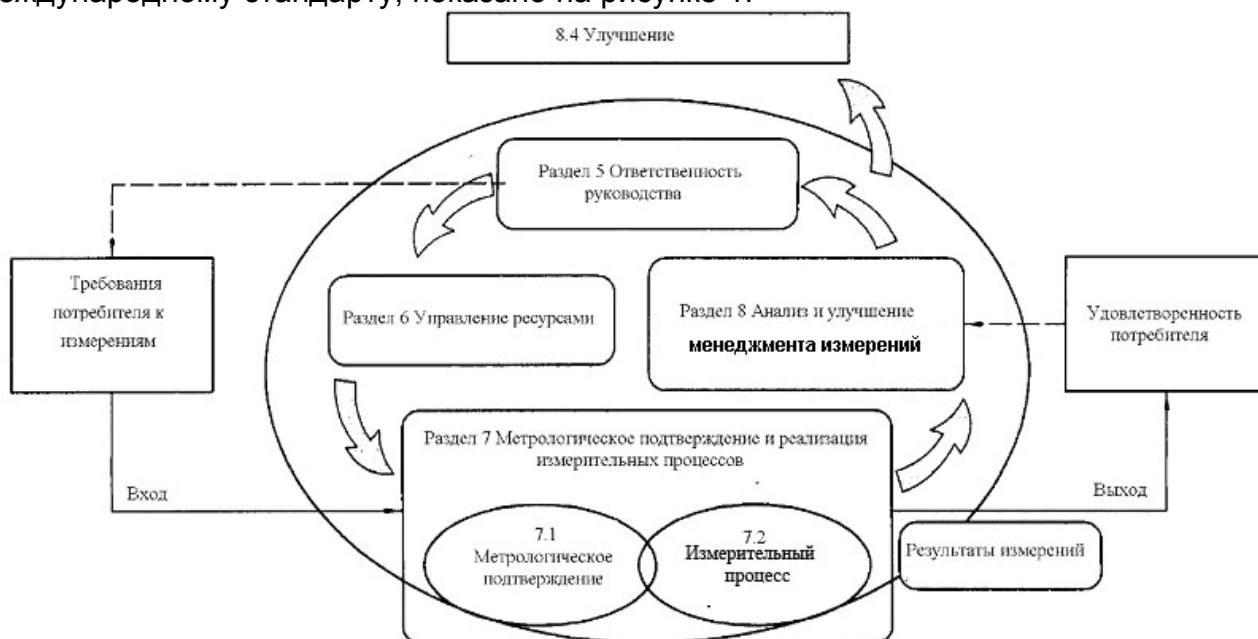 международному стандарту, показано на рисунке 1.
8.4 Улучшение
Раздел 5 Ответственность
руководства
Требования
потребителя к
измерениям
Раздел 6 Управление ресурсами
Раздел 8 Анализ и улучшение
менеджмента измерений
Удовлетворенность
потребителя
Раздел 7 Метрологическое подтверждение и реализация
измерительных процессов
Вход
Выход
7.1
Метрологическое
подтверждение
7.2
Измерительный
процесс
Результаты измерений